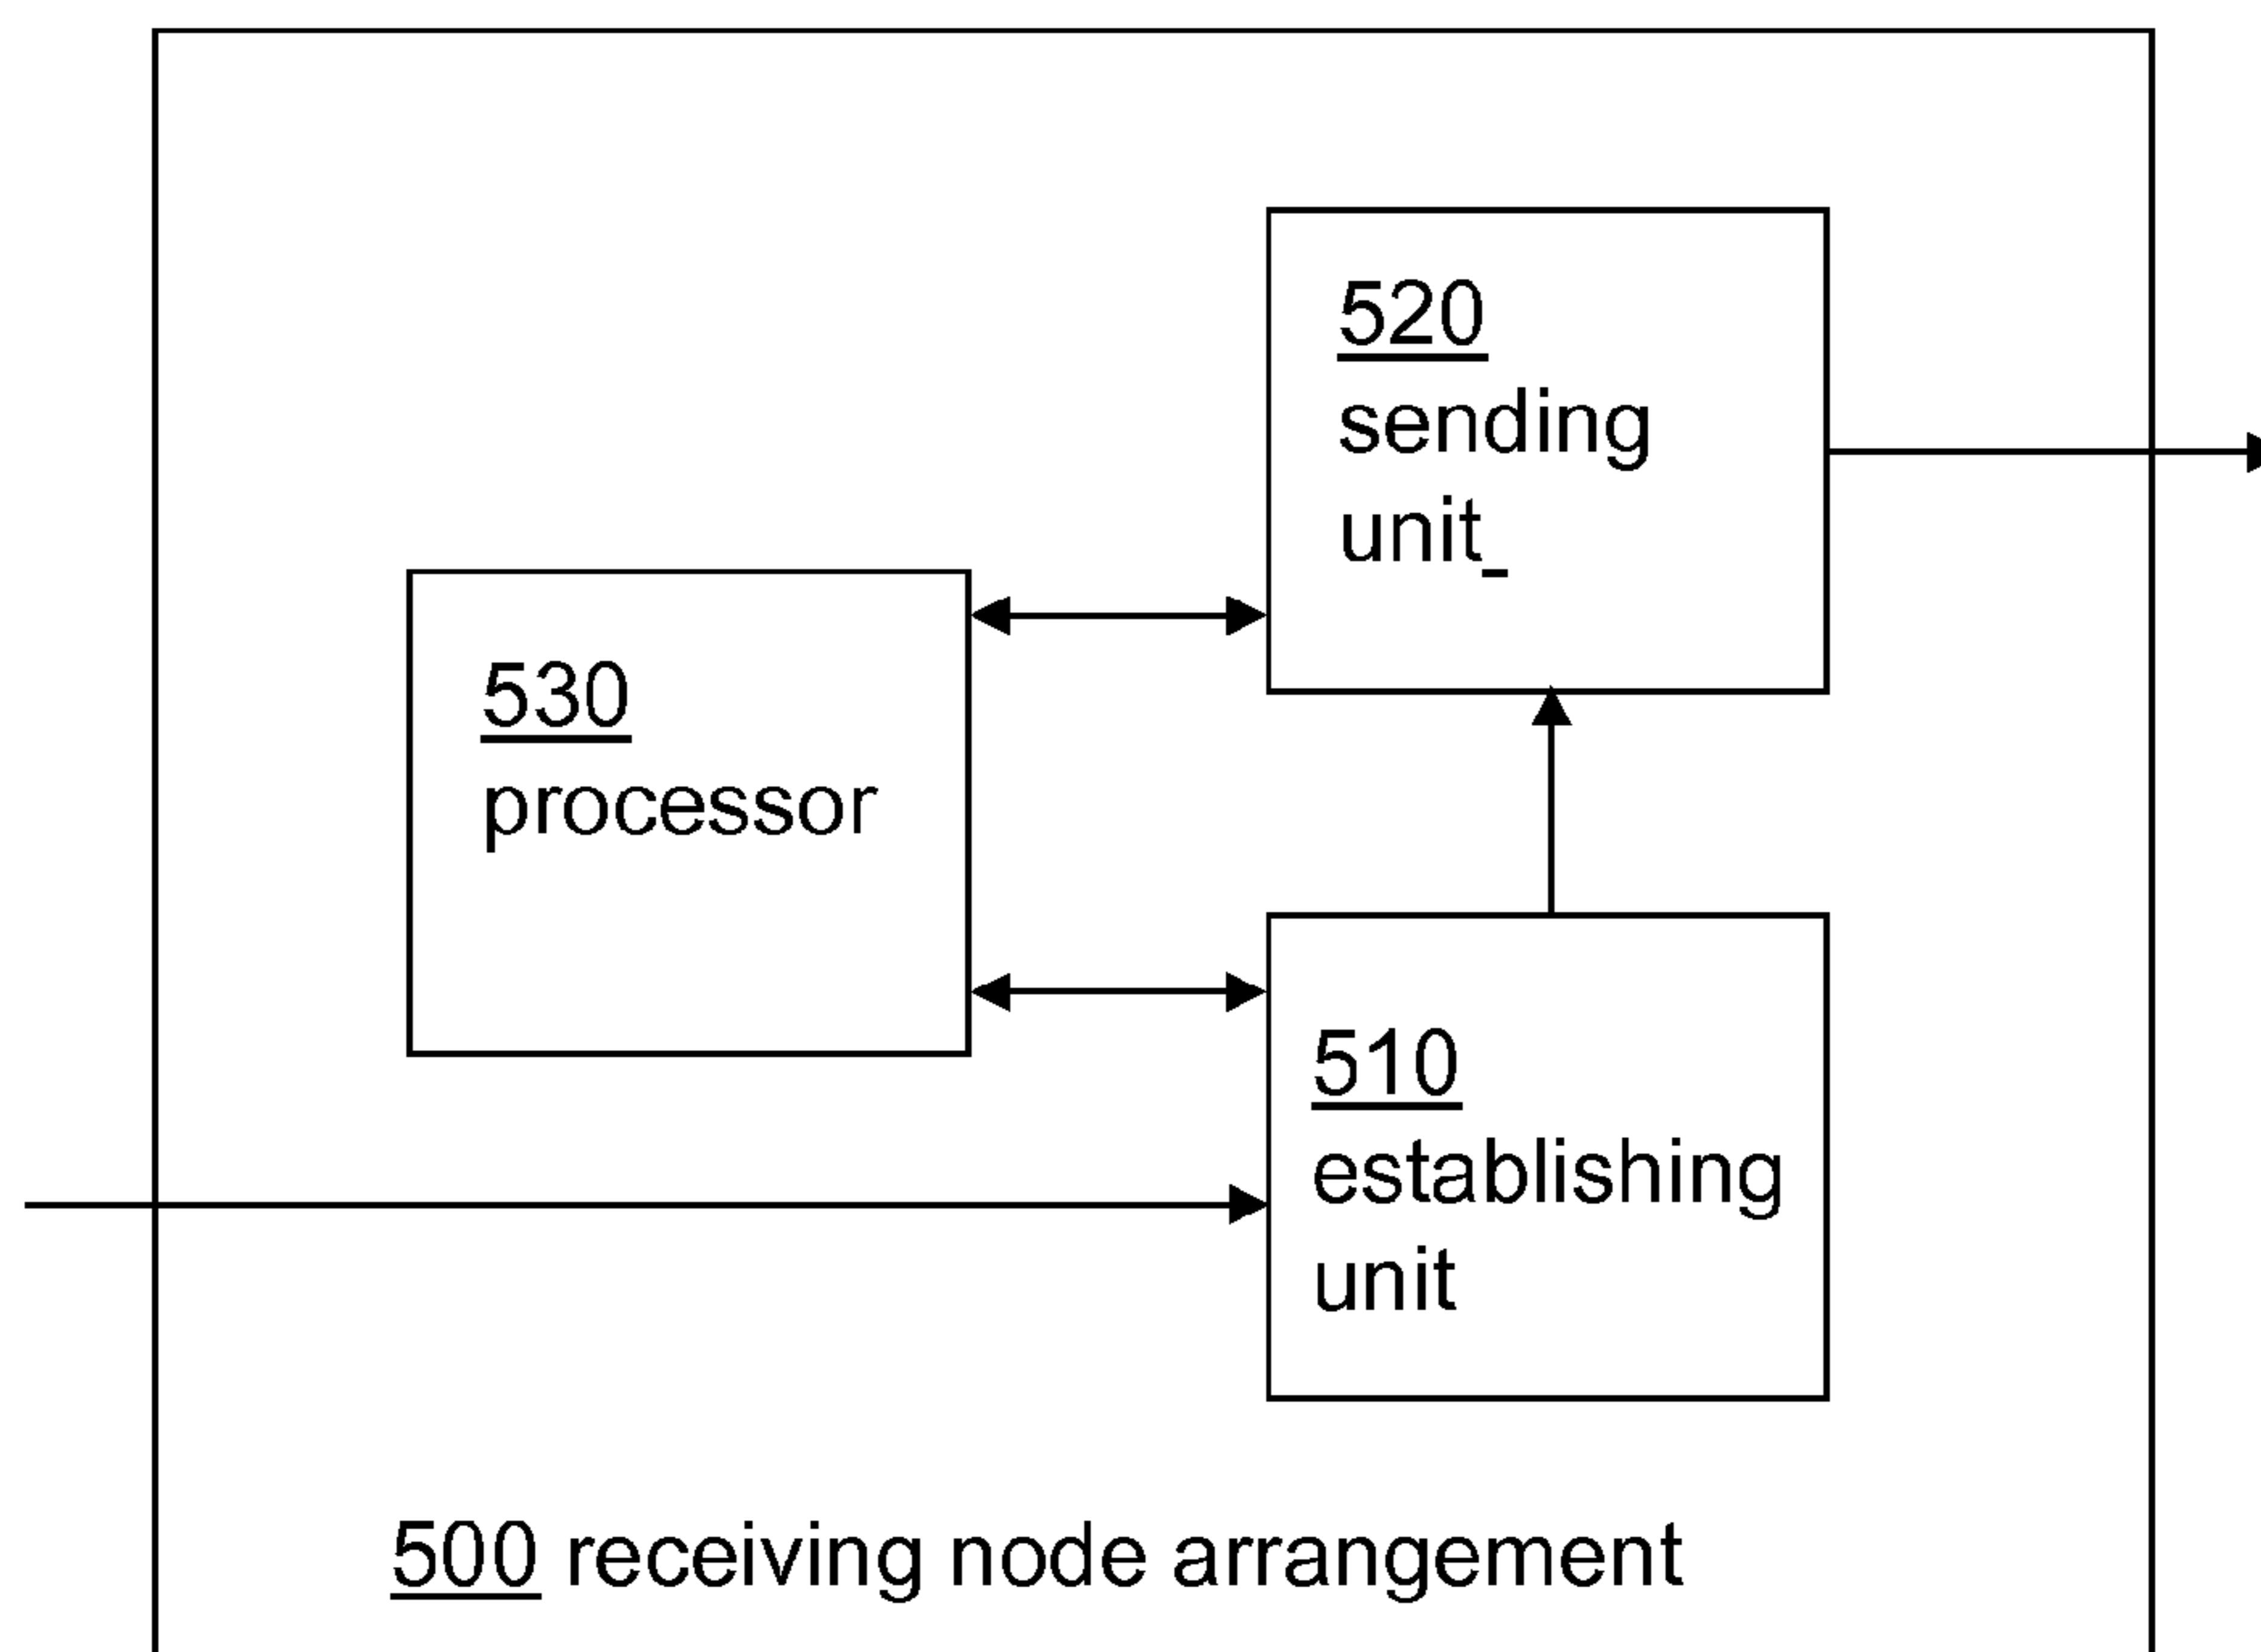 520
sending
unit_
530
processor
510
establishing
unit
500 receiving node arrangement